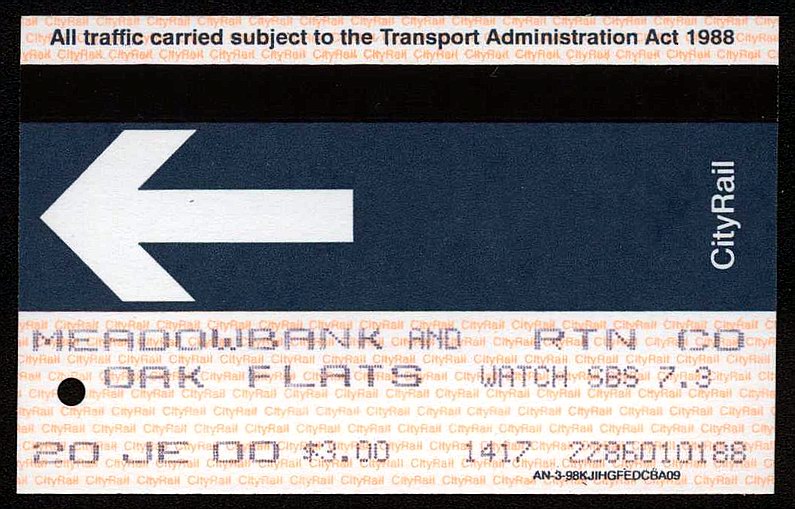 All traffic carried subject to the Transport Administration Act 1988
CityRail
MEADOWBANK AND RTN CO
OAK FLATS WATCH SBS 7.3
20 JE 00 $3.00 1417 2286010188
AN-3-98KJIHGFEDCBA09